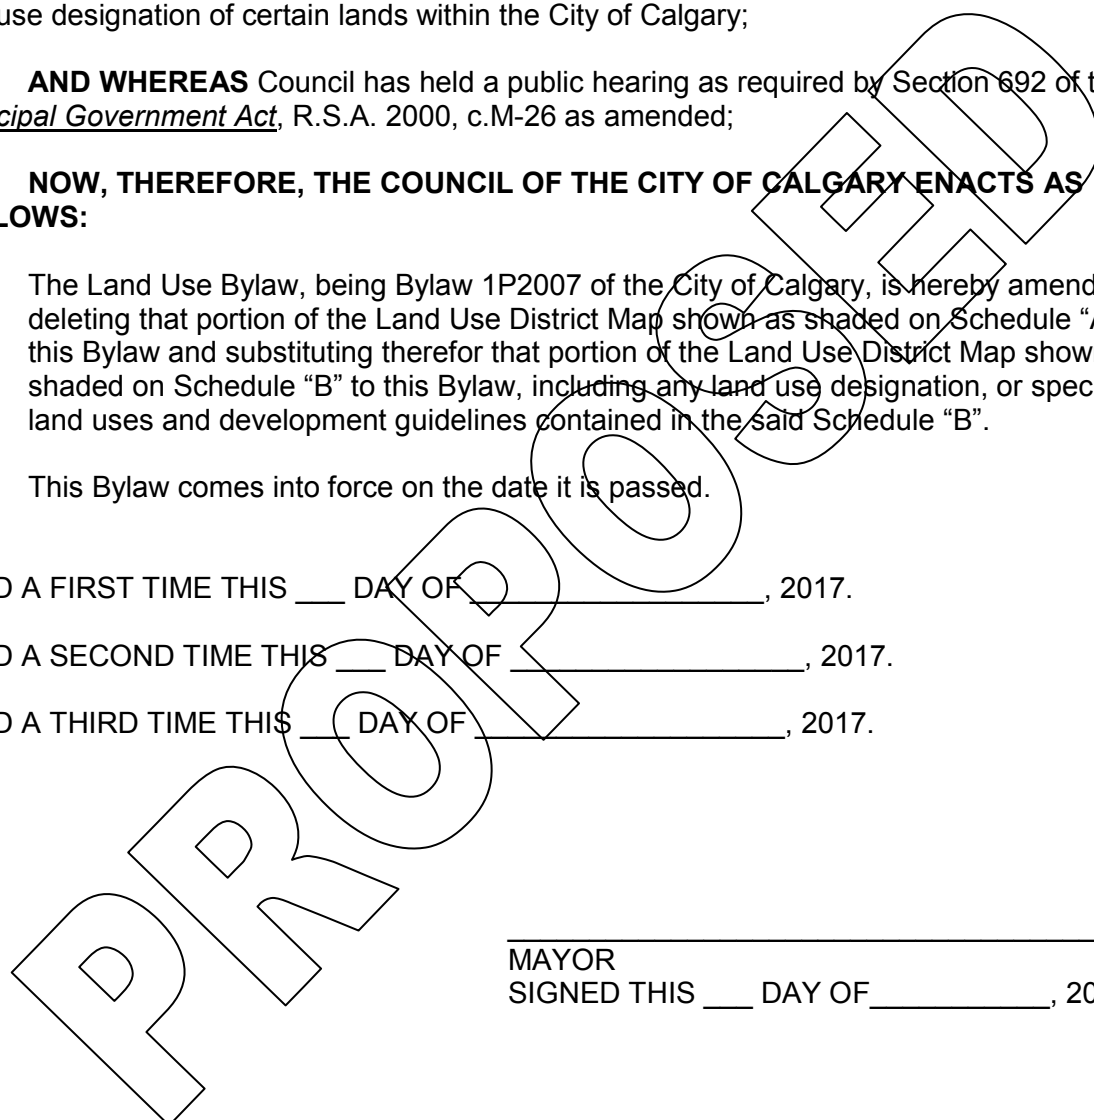 use designation of certain lands within the City of Calgary;
AND WHEREAS Council has held a public hearing as required by Section 692 of t
cipal Government Act, R.S.A. 2000, c.M-26 as amended;
NOW, THEREFORE, THE COUNCIL OF THE CITY OF CALGARY ENACTS AS
LOWS:
The Land Use Bylaw, being Bylaw 1P2007 of the City of Calgary, is hereby amend
deleting that portion of the Land Use District Map shown as shaded on Schedule “A
this Bylaw and substituting therefor that portion of the Land Use District Map show
shaded on Schedule “B” to this Bylaw, including any land use designation, or spec
land uses and development guidelines contained in the said Schedule “B”.
This Bylaw comes into force on the date it is passed.
D A FIRST TIME THIS ___ DAY OF __________________, 2017.
D A SECOND TIME THIS ___ DAY OF __________________, 2017.
D A THIRD TIME THIS ___ DAY OF ___________________, 2017.
MAYOR
SIGNED THIS ___ DAY OF___________, 20
PROPOSED